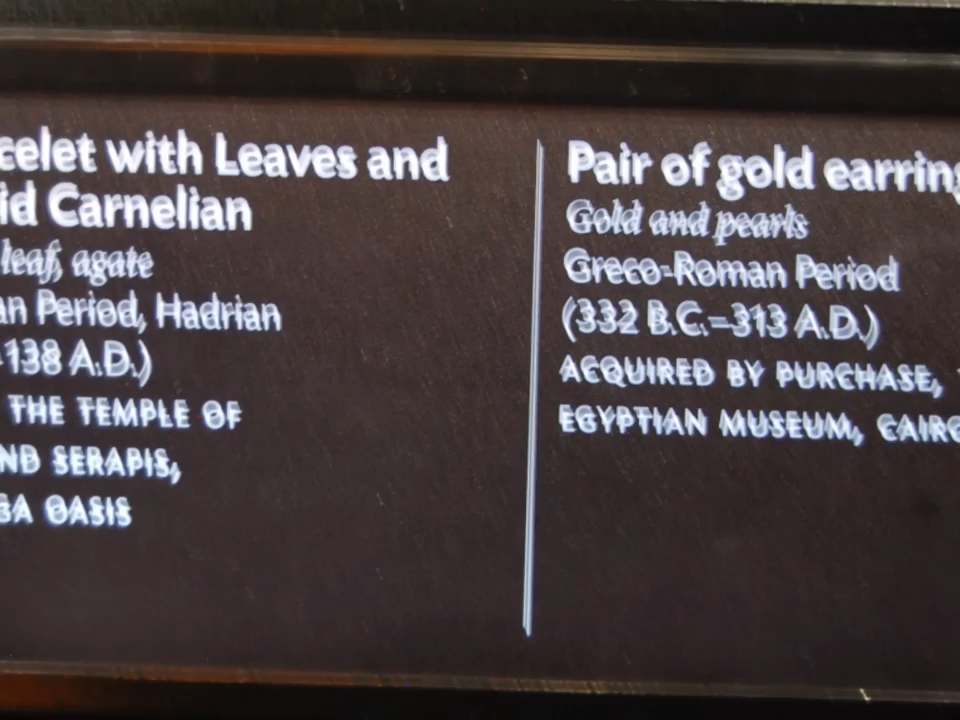 celet with Leaves and
id Carnelian
leaf, agate
an Period, Hadrian
138 A.D.)
THE TEMPLE OF
ND SERAPIS,
GA OASIS
Pair of gold earring
Gold and pearls
Greco-Roman Period
(332 B.C.–313 A.D.)
ACQUIRED BY PURCHASE,
EGYPTIAN MUSEUM, CAIRO